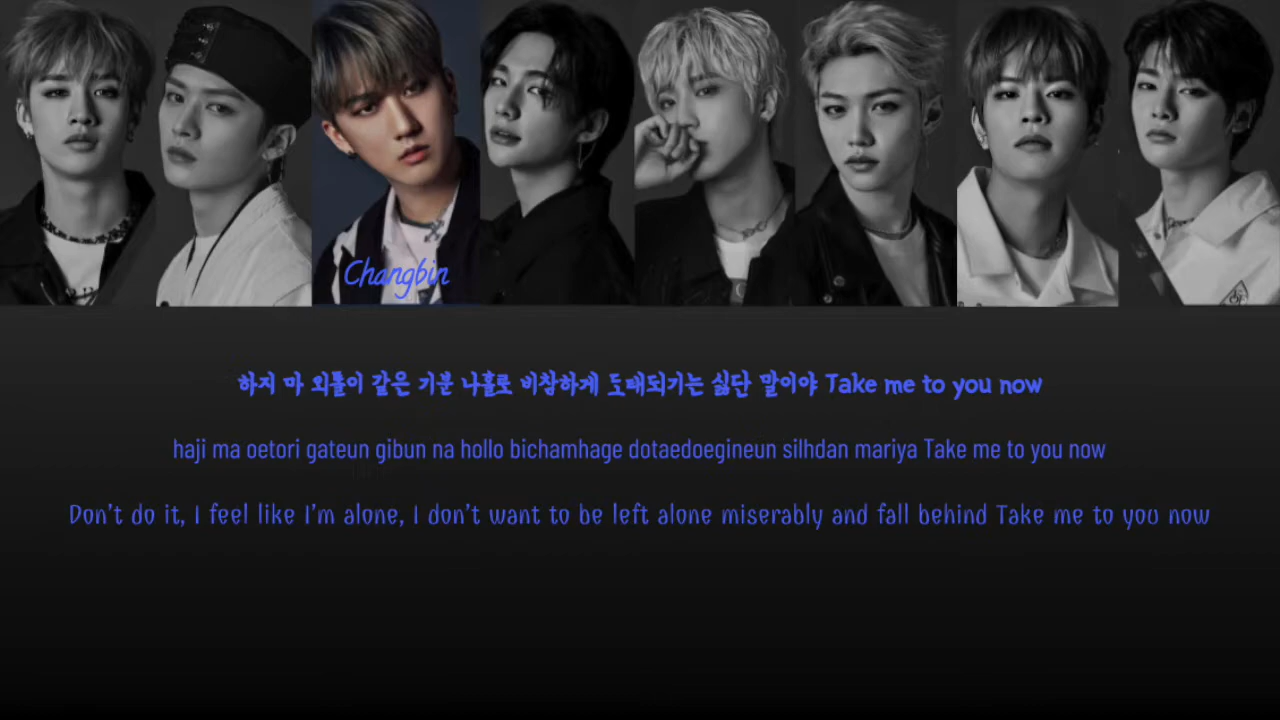 Changbin
하지 마 외톨이 같은 기분 나홀로 비참하게 도태되기는 싫단 말이야 Take me to you now
haji ma oetori gateun gibun na hollo bichamhage dotaedoegineun silhdan mariya Take me to you now
Don't do it, I feel like I'm alone, I don't want to be left alone miserably and fall behind Take me to you now